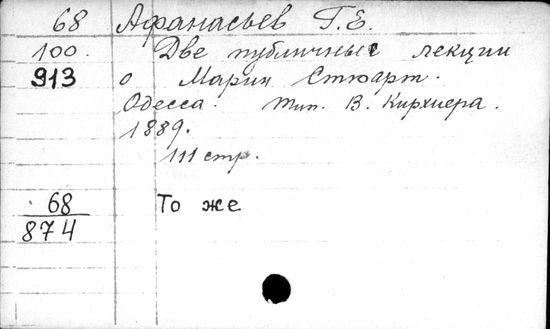 68 Афанасьев Г.Е.
100. Две публичные лекции
913 о Марии Стюарт.
Одесса. Тип. В. Кирхнера.
1889.
111 стр.
68 То же
874